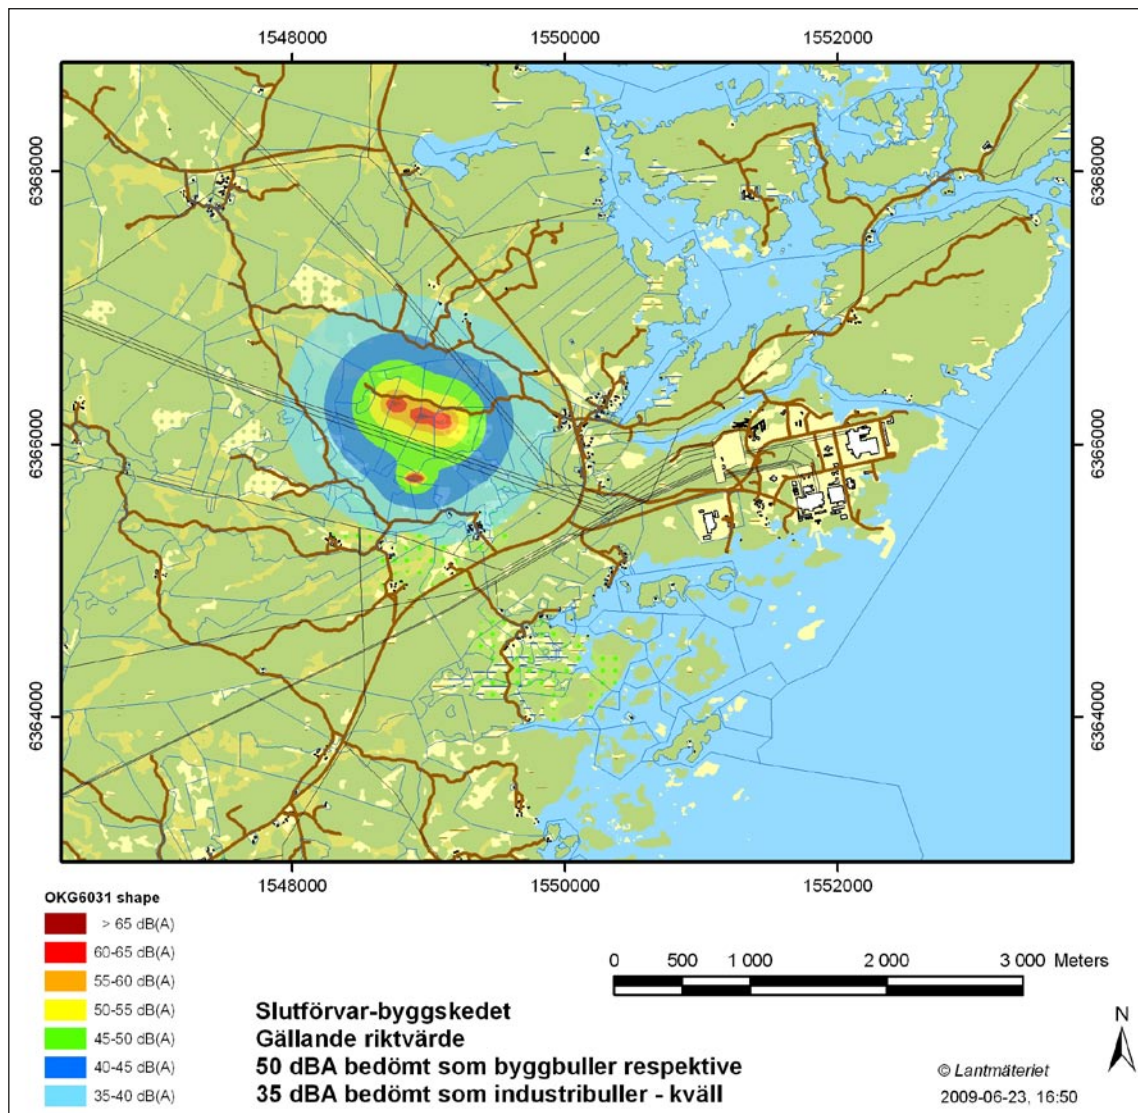 1548000 1550000 1552000
6368000 6368000
6366000 6366000
6364000 6364000
1548000 1550000 1552000
OKG6031 shape
> 65 dB(A)
60-65 dB(A)
55-60 dB(A)
50-55 dB(A)
45-50 dB(A)
40-45 dB(A)
35-40 dB(A)
0 500 1 000 2 000 3 000 Meters
Slutförvar-byggskedet
Gällande riktvärde
50 dBA bedömt som byggbuller respektive
35 dBA bedömt som industribuller - kväll
N
© Lantmäteriet
2009-06-23, 16:50